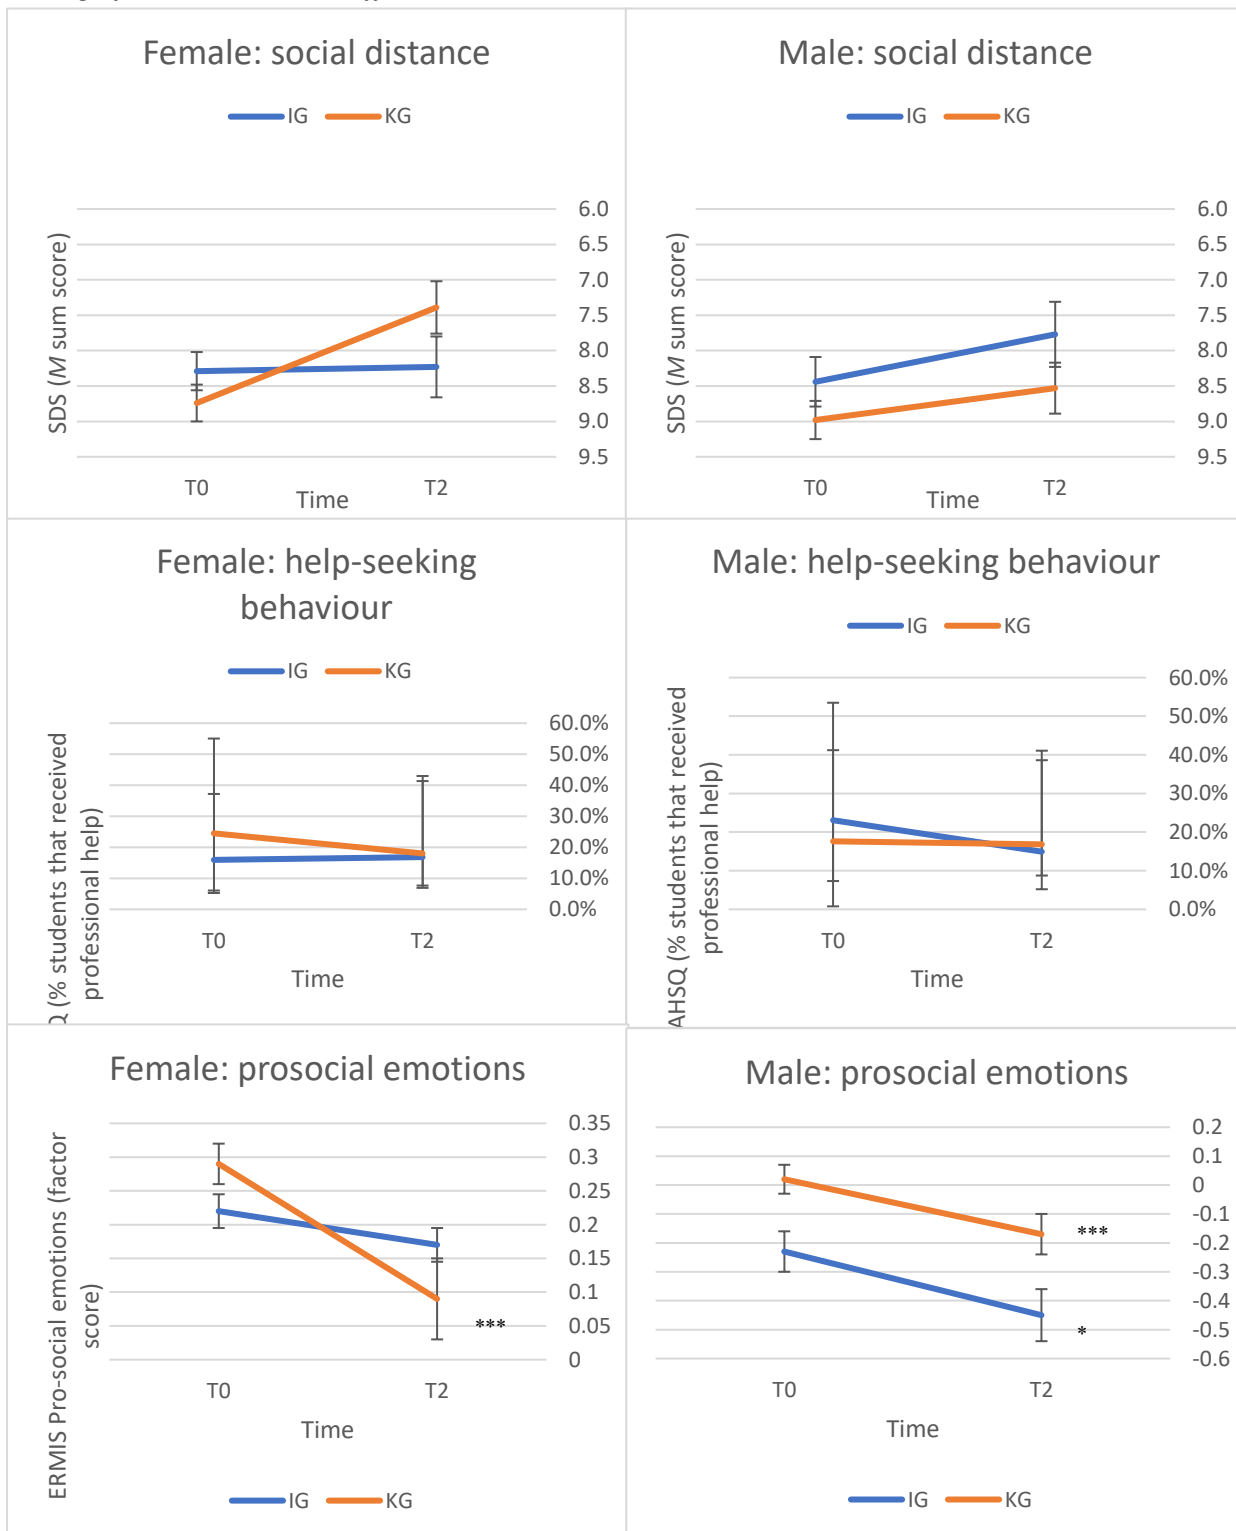 Female: social distance
IG KG
6.0
6.5
7.0
7.5
8.0
8.5
9.0
9.5
SDS (M sum score)
T0 T2
Time
Male: social distance
IG KG
6.0
6.5
7.0
7.5
8.0
8.5
9.0
9.5
SDS (M sum score)
T0 T2
Time
Female: help-seeking
behaviour
IG KG
60.0%
50.0%
40.0%
30.0%
20.0%
10.0%
0.0%
Q (% students that received
professional help)
T0 T2
Time
Male: help-seeking behaviour
IG KG
60.0%
50.0%
40.0%
30.0%
20.0%
10.0%
0.0%
AHSQ (% students that received
professional help)
T0 T2
Time
Female: prosocial emotions
0.35
0.3
0.25
0.2
0.15
0.1
0.05
0
***
ERMIS Pro-social emotions (factor
score)
T0 T2
Time
IG KG
Male: prosocial emotions
0.2
0.1
0
-0.1
-0.2
-0.3
-0.4
-0.5
-0.6
***
*
T0 T2
Time
IG KG